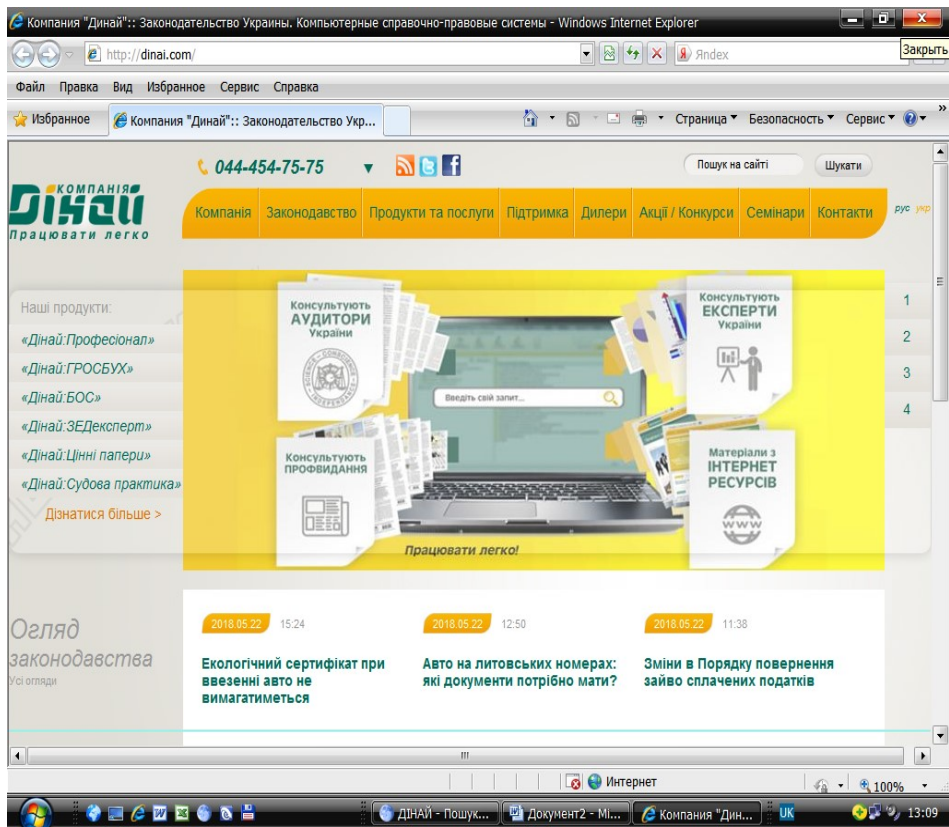 Компания "Динай":: Законодательство Украины. Компьютерные справочно-правовые системы - Windows Internet Explorer
Закрыть
http://dinai.com/
Яndex
Файл Правка Вид Избранное Сервис Справка
Избранное
Компания "Динай":: Законодательство Укр...
Страница Безопасность Сервис
044-454-75-75
Пошук на сайті
Шукати
КОМПАНІЯ
Дінай
Працювати легко
Компанія Законодавство Продукти та послуги Підтримка Дилери Акції / Конкурси Семінари Контакти
рус укр
Наші продукти:
«Дінай:Професіонал»
«Дінай:ГРОСБУХ»
«Дінай:БОС»
«Дінай:ЗЕДексперт»
«Дінай:Цінні папери»
«Дінай:Судова практика»
Дізнатися більше >
Консультують
АУДИТОРИ
України
Консультують
ЕКСПЕРТИ
України
Введіть свій запит...
Консультують
ПРОФВИДАННЯ
Матеріали з
ІНТЕРНЕТ
РЕСУРСІВ
www
Працювати легко!
1
2
3
4
Огляд
законодавства
Усі огляди
2018.05.22 15:24
Екологічний сертифікат при
ввезенні авто не
вимагатиметься
2018.05.22 12:50
Авто на литовських номерах:
які документи потрібно мати?
2018.05.22 11:38
Зміни в Порядку повернення
зайво сплачених податків
Интернет
100%
ДІНАЙ - Пошук...
Документ2 - Mi...
Компания "Дин...
UK
13:09